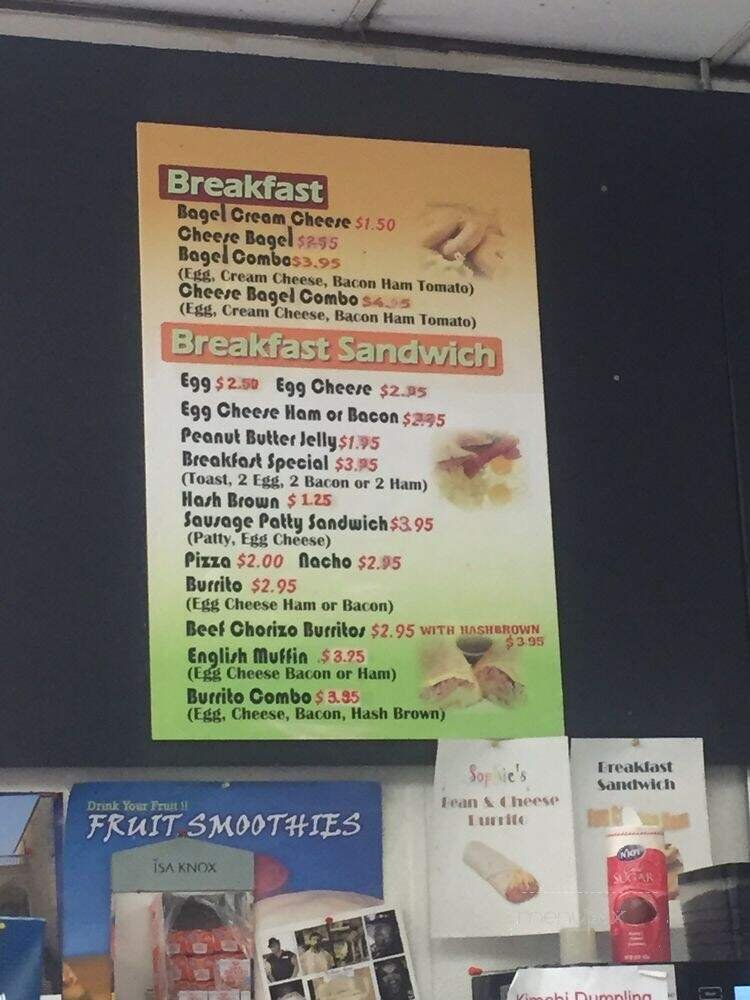 Breakfast
Bagel Cream Cheese $1.50
Cheese Bagel
Bagel Combo $3.95
(Egg, Cream Cheese, Bacon Ham Tomato)
Cheese Bagel Combo
(Egg, Cream Cheese, Bacon Ham Tomato)
Breakfast Sandwich
Egg $2.50 Egg Cheese $2.95
Egg Cheese Ham or Bacon
Peanut Butter Jelly $1.95
Breakfast Special $3.95
(Toast, 2 Egg, 2 Bacon or 2 Ham)
Hash Brown $1.25
Sausage Patty Sandwich $3.95
(Patty, Egg Cheese)
Pizza $2.00 Nacho $2.95
Burrito $2.95
(Egg Cheese Ham or Bacon)
Beef Chorizo Burritos $2.95 WITH HASHBROWN
$3.95
English Muffin
(Egg Cheese Bacon or Ham)
Burrito Combo
(Egg, Cheese, Bacon, Hash Brown)
Drink Your Fruit !!
FRUIT SMOOTHIES
ISA KNOX
Sophie's
Bean & Cheese
Burrito
Breakfast
Sandwich
N'JOY
SUGAR
Kimchi Dumpling